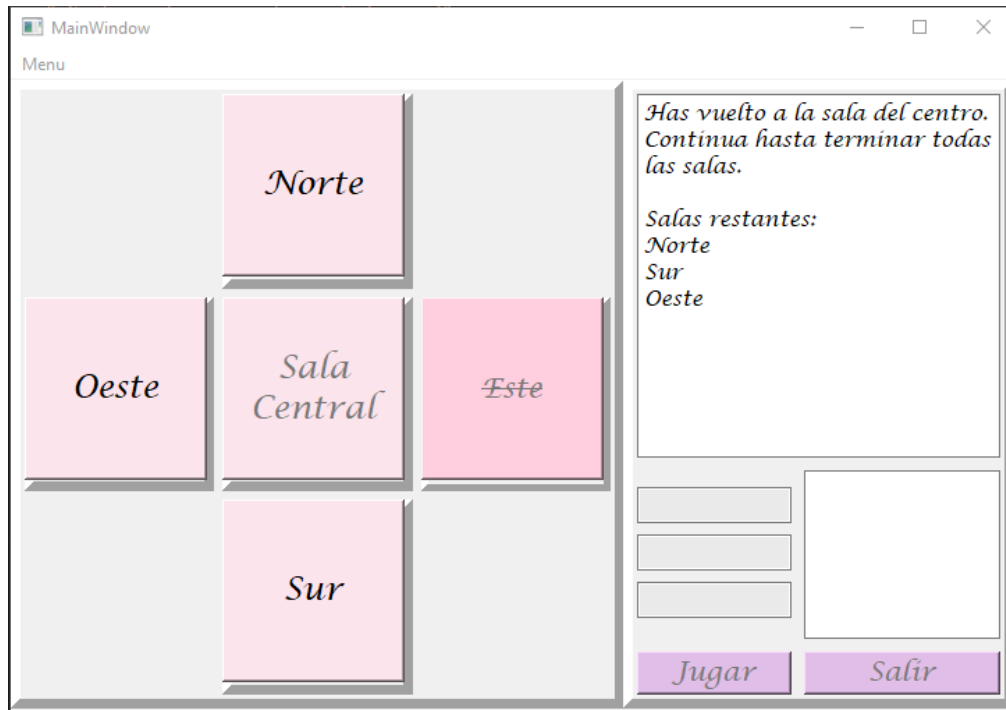 MainWindow
Menu
Norte
Oeste
Sala
Central
Este
Sur
Has vuelto a la sala del centro.
Continua hasta terminar todas
las salas.
Salas restantes:
Norte
Sur
Oeste
Jugar
Salir